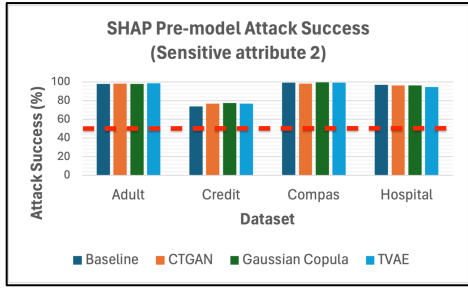 SHAP Pre-model Attack Success
(Sensitive attribute 2)
Attack Success (%)
100
80
60
40
20
0
Adult Credit Compas Hospital
Dataset
Baseline CTGAN Gaussian Copula TVAE